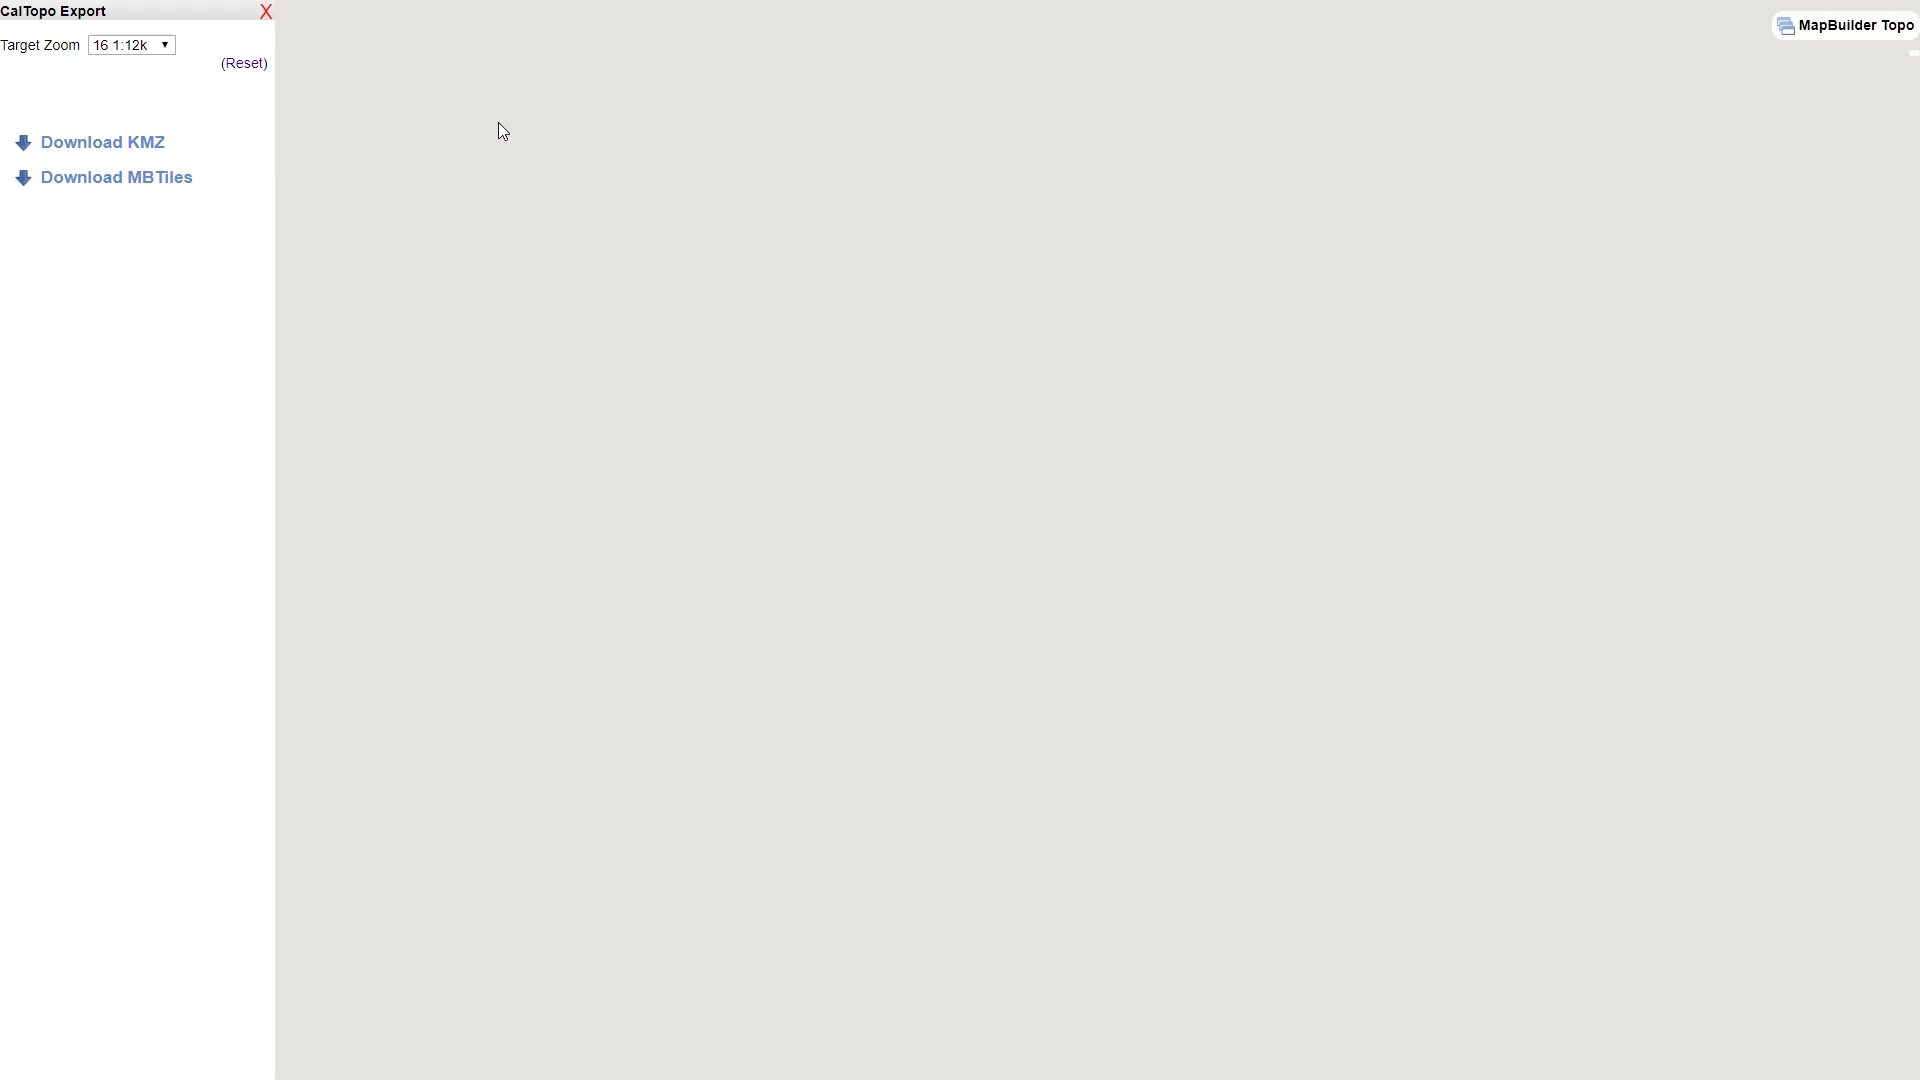 CalTopo Export X
Target Zoom 16 1:12k
(Reset)
Download KMZ
Download MBTiles
MapBuilder Topo